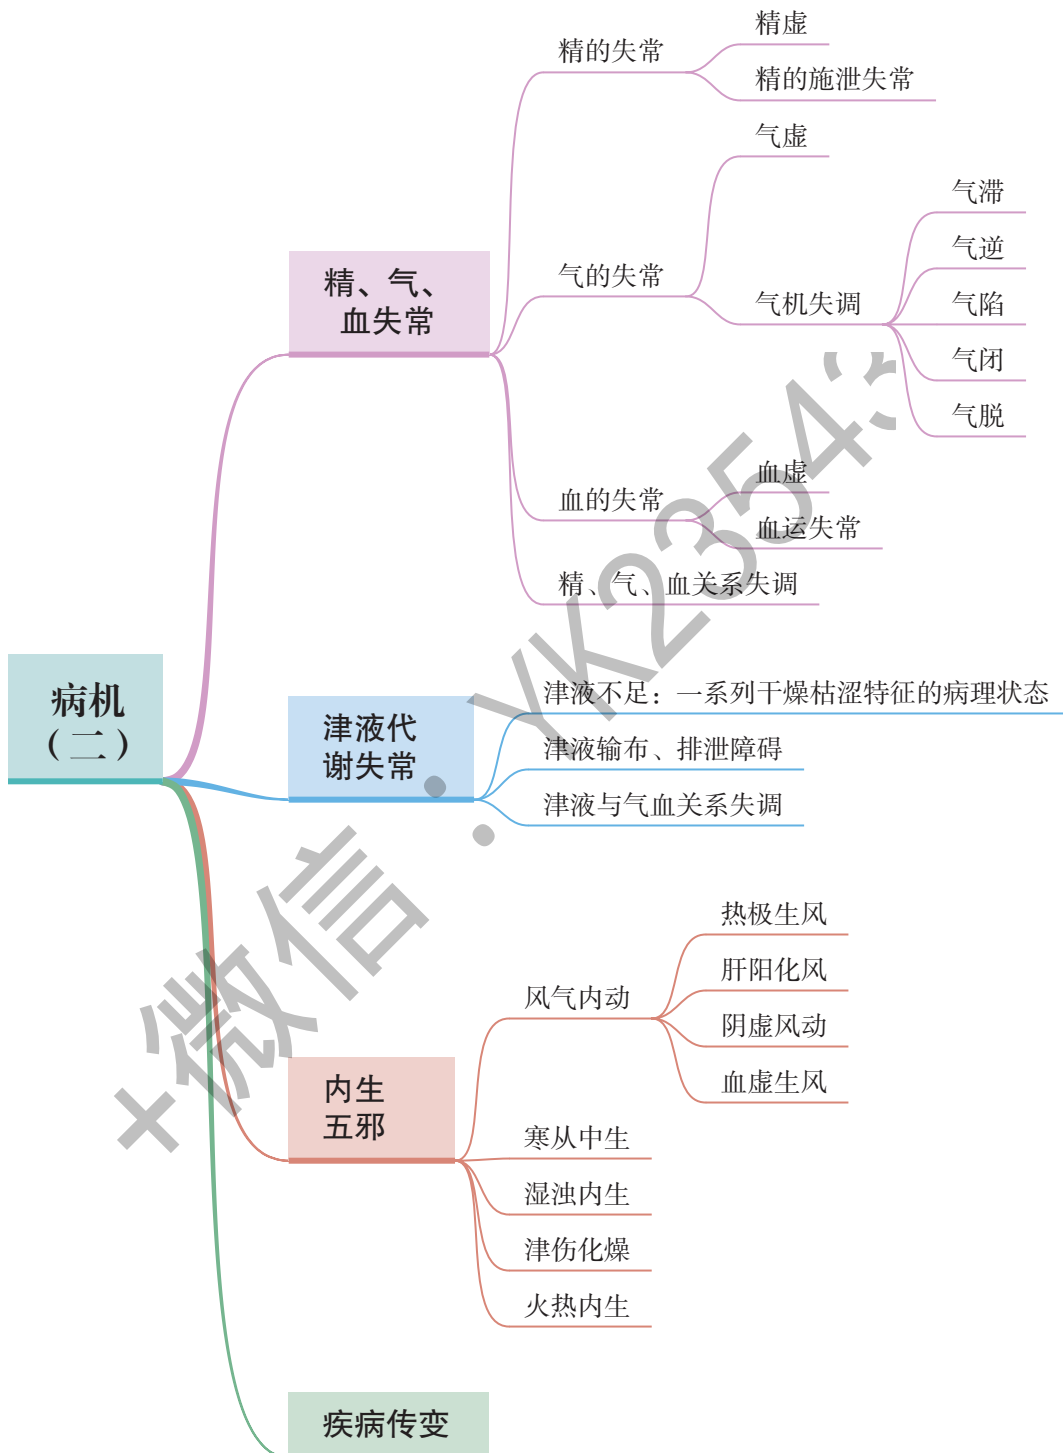 精虚
精的失常
精的施泄失常
气虚
气滞
气逆
精、气、
血失常
气的失常
气机失调
气陷
气闭
气脱
血虚
血的失常
血运失常
精、气、血关系失调
病机
（二）
津液代
谢失常
津液不足：一系列干燥枯涩特征的病理状态
津液输布、排泄障碍
津液与气血关系失调
热极生风
肝阳化风
风气内动
阴虚风动
血虚生风
内生
五邪
寒从中生
湿浊内生
津伤化燥
火热内生
疾病传变
+微信：YK23543